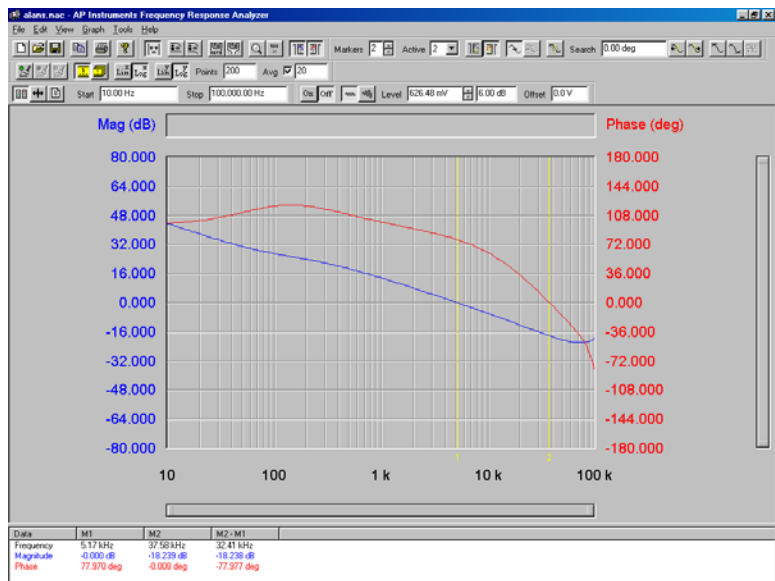 alans.nac - AP Instruments Frequency Response Analyzer
File Edit View Graph Tools Help
Markers 2 Active 2 Search 0.00 deg
Lin Log Lin Log Points 200 Avg 20
Start 10.00 Hz Stop 100,000.00 Hz On Off Level 626.48 mV 6.00 dB Offset 0.0 V
Mag (dB) Phase (deg)
80.000 180.000
64.000 144.000
48.000 108.000
32.000 72.000
16.000 36.000
0.000 0.000
-16.000 -36.000
-32.000 -72.000
-48.000 -108.000
-64.000 -144.000
-80.000 -180.000
1 2
10 100 1 k 10 k 100 k
Data M1 M2 M2 - M1
Frequency 5.17 kHz 37.58 kHz 32.41 kHz
Magnitude -0.000 dB -18.239 dB -18.238 dB
Phase 77.970 deg -0.008 deg -77.977 deg